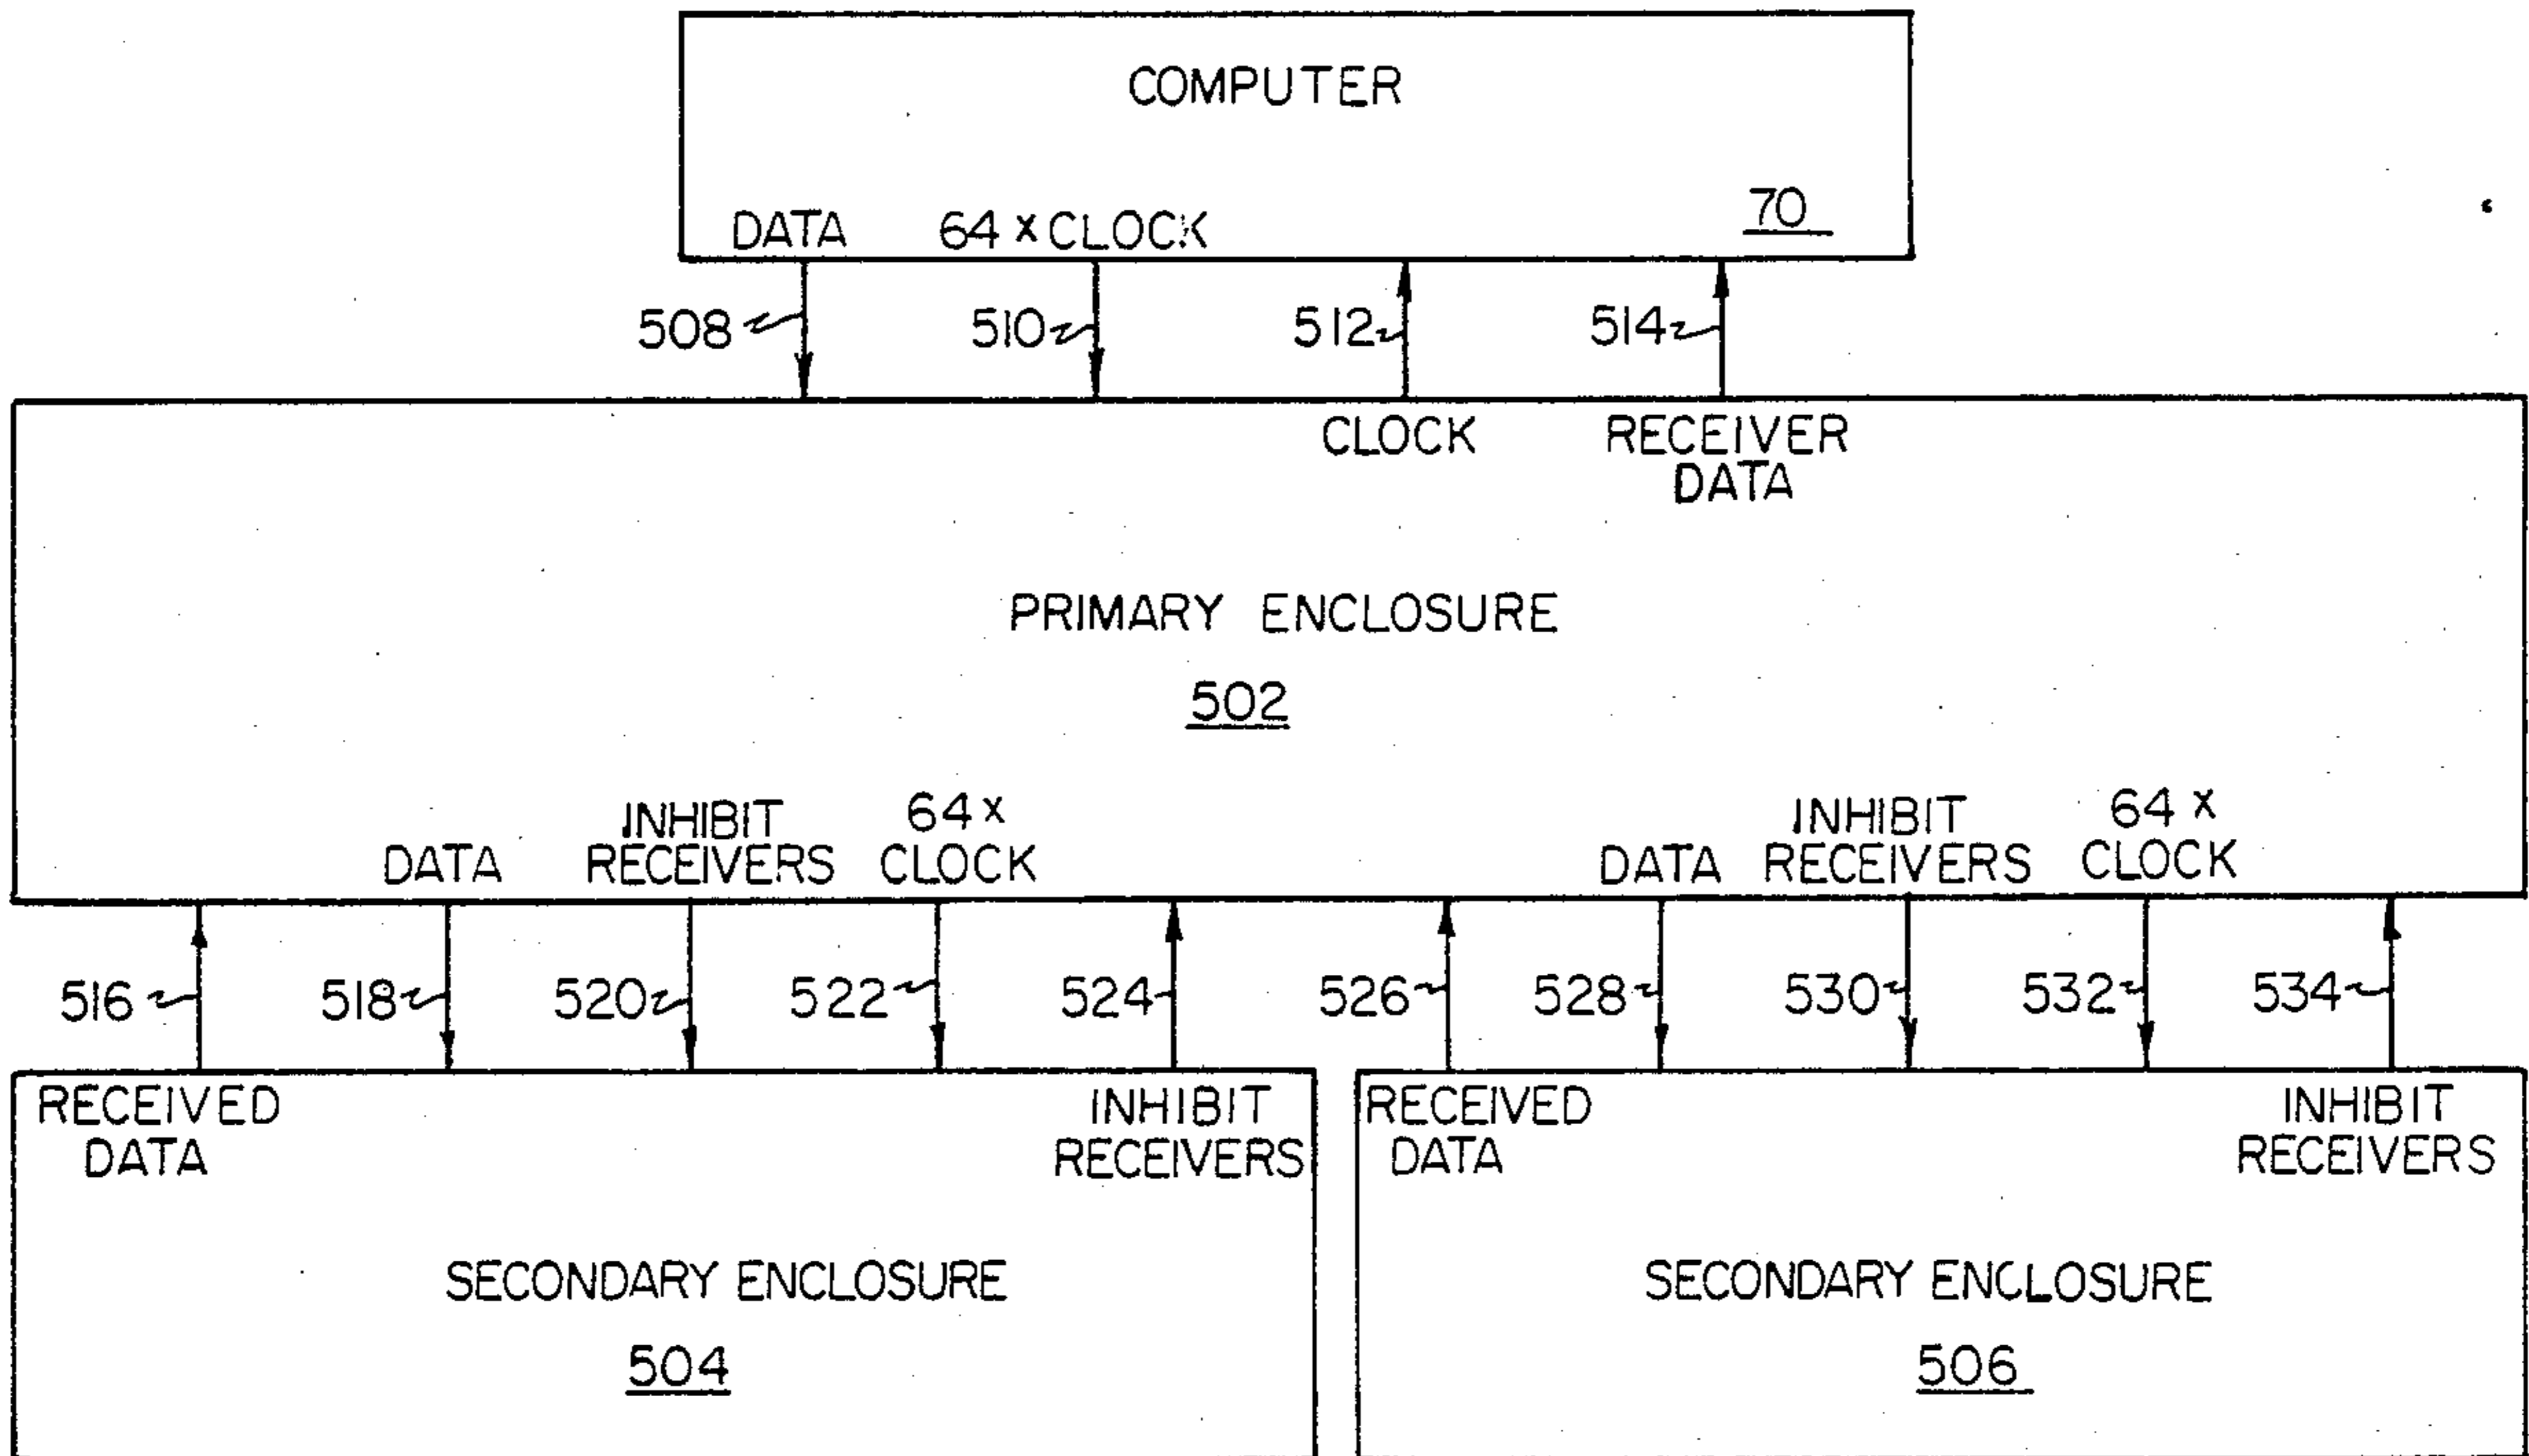 COMPUTER
70
DATA 64 x CLOCK
508 510 512 514
CLOCK RECEIVER
DATA
PRIMARY ENCLOSURE
502
INHIBIT 64 x INHIBIT 64 x
DATA RECEIVERS CLOCK DATA RECEIVERS CLOCK
516 518 520 522 524 526 528 530 532 534
RECEIVED INHIBIT RECEIVED INHIBIT
DATA RECEIVERS DATA RECEIVERS
SECONDARY ENCLOSURE SECONDARY ENCLOSURE
504 506